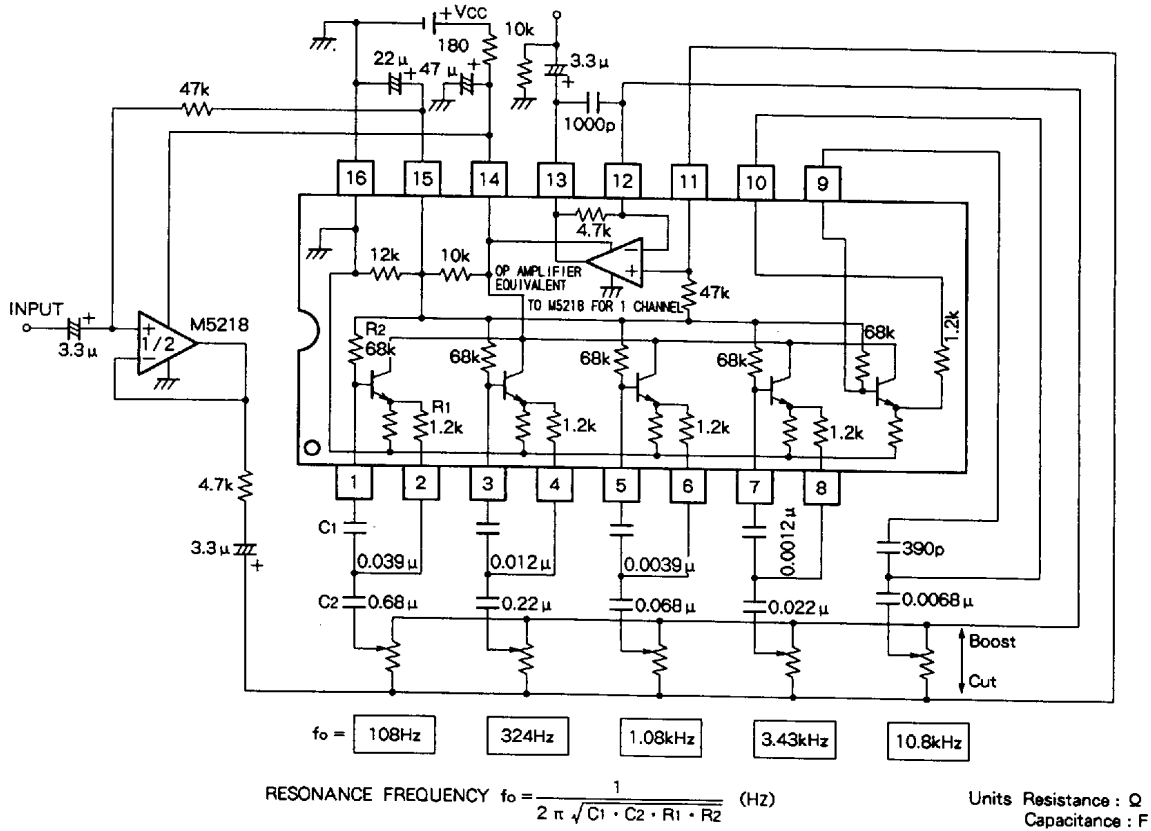 +VCC
180
22μ
+
47μ
+
10k
3.3μ
+
47k
1000p
16
15
14
13
12
11
10
9
4.7k
12k
10k
OP AMPLIFIER
EQUIVALENT
TO M5218 FOR 1 CHANNEL
−
+
47k
INPUT
+
3.3μ
+
1/2
−
M5218
R2
68k
68k
68k
68k
68k
1.2k
R1
1.2k
1.2k
1.2k
1.2k
1
2
3
4
5
6
7
8
4.7k
3.3μ
+
C1
0.039μ
0.012μ
0.0039μ
0.0012μ
390p
C2
0.68μ
0.22μ
0.068μ
0.022μ
0.0068μ
Boost
Cut
fo = 108Hz 324Hz 1.08kHz 3.43kHz 10.8kHz
RESONANCE FREQUENCY fo = 1 / 2 π √C1 · C2 · R1 · R2 (Hz)
Units Resistance : Ω
Capacitance : F